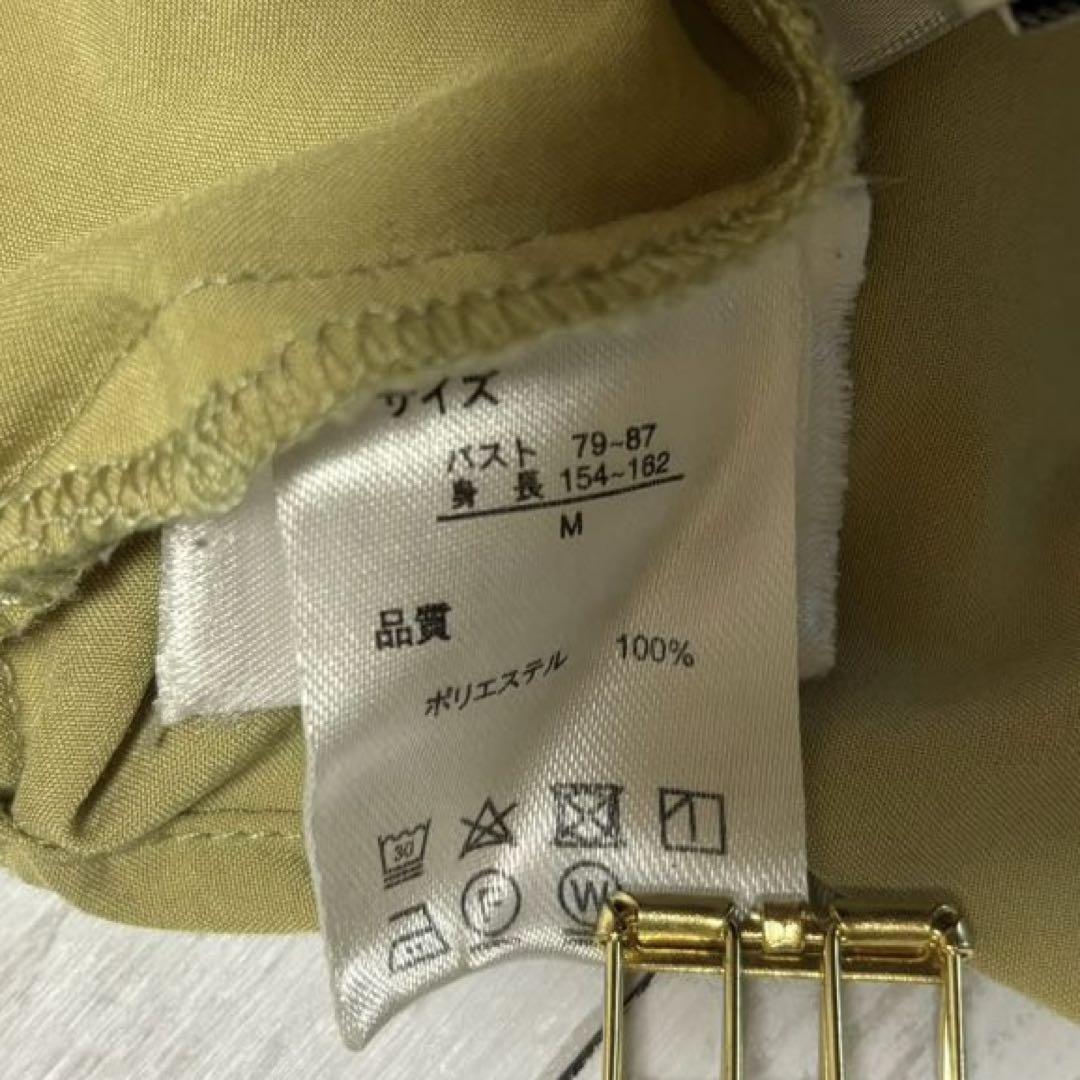 サイズ
バスト 79~87
身 長 154~162
M
品質
ポリエステル 100%
30
F
W